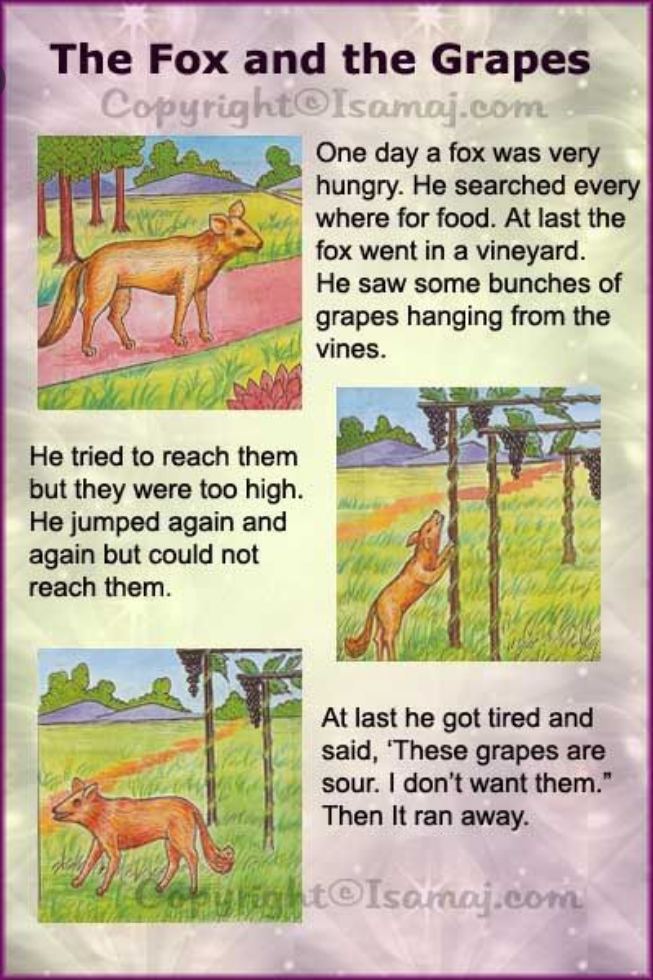 The Fox and the Grapes
Copyright©Isamaj.com
One day a fox was very
hungry. He searched every
where for food. At last the
fox went in a vineyard.
He saw some bunches of
grapes hanging from the
vines.
He tried to reach them
but they were too high.
He jumped again and
again but could not
reach them.
At last he got tired and
said, ‘These grapes are
sour. I don’t want them.”
Then It ran away.
Copyright©Isamaj.com